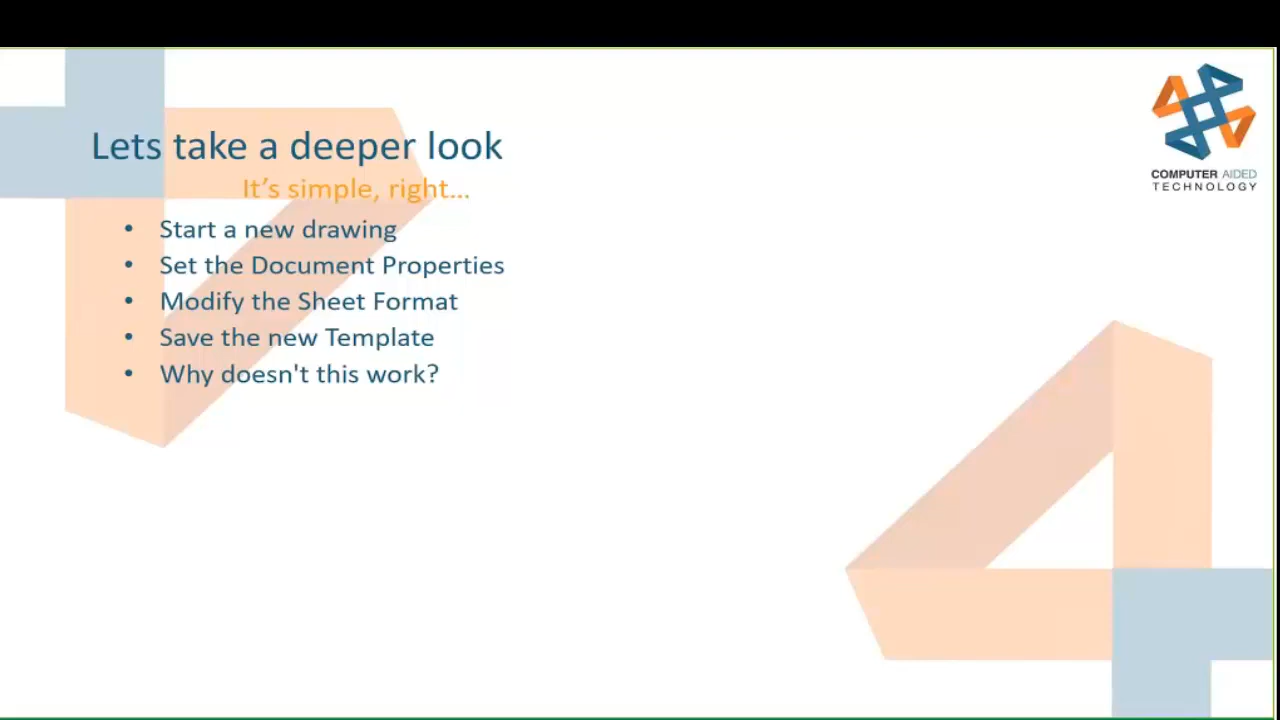 Lets take a deeper look
It's simple, right...
• Start a new drawing
• Set the Document Properties
• Modify the Sheet Format
• Save the new Template
• Why doesn't this work?
COMPUTER AIDED
TECHNOLOGY